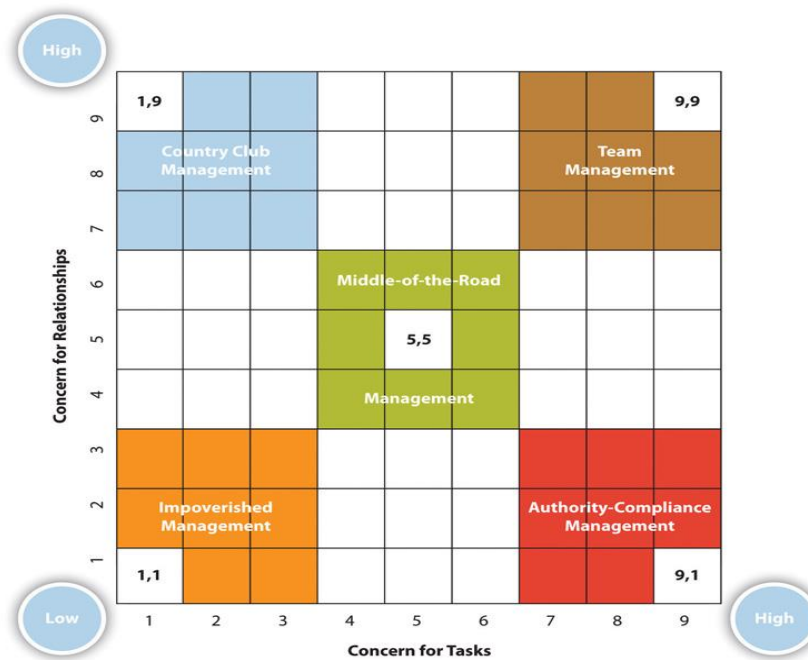 High
1,9
9,9
9
Country Club
Management
Team
Management
8
7
Concern for Relationships
Middle-of-the-Road
6
5,5
5
Management
4
3
Impoverished
Management
Authority-Compliance
Management
2
1
1,1
9,1
Low
1 2 3 4 5 6 7 8 9
High
Concern for Tasks